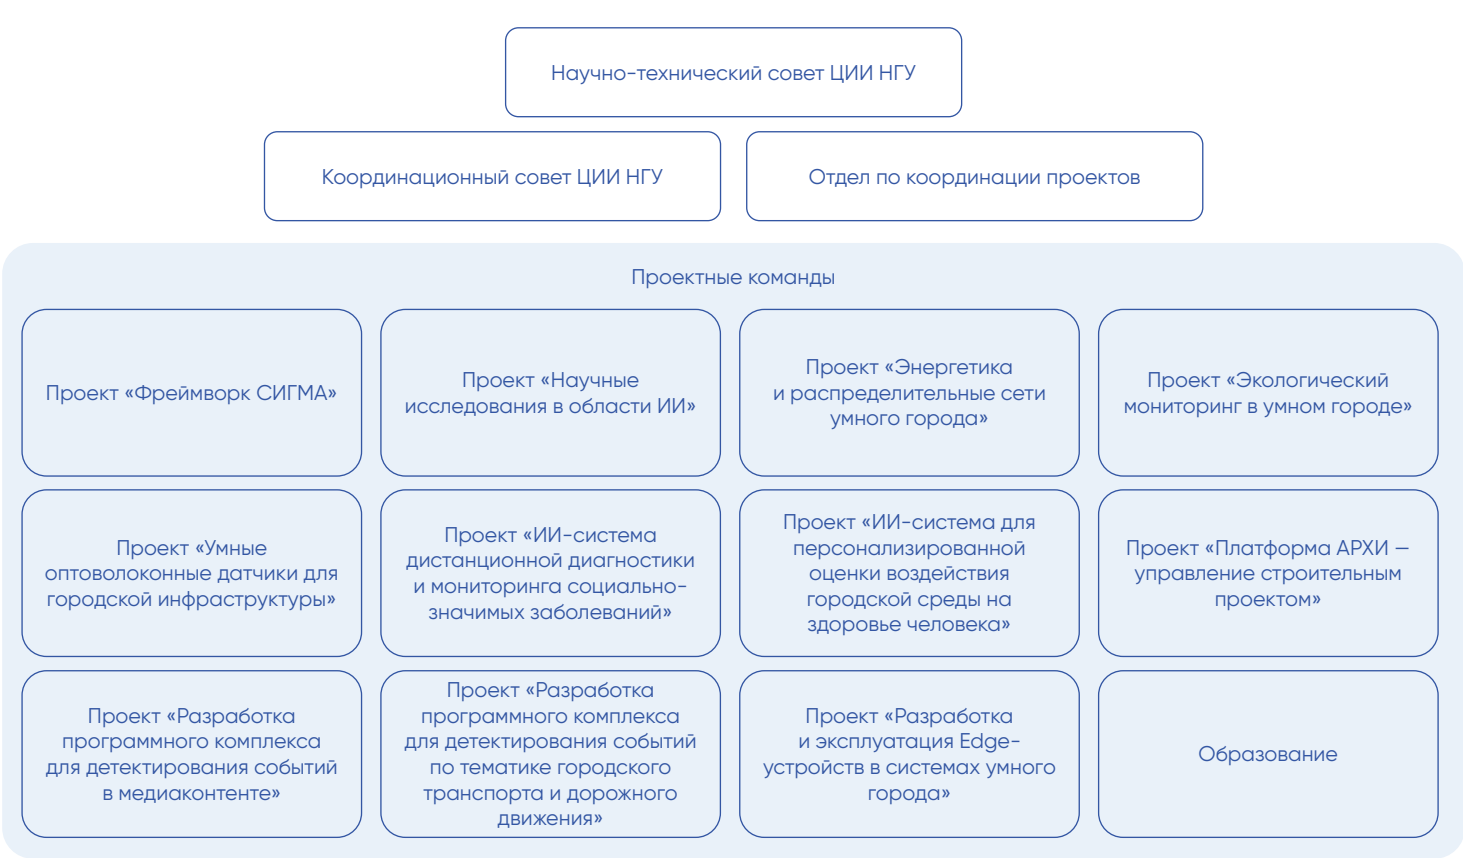 Научно-технический совет ЦИИ НГУ
Координационный совет ЦИИ НГУ
Отдел по координации проектов
Проектные команды
Проект «Фреймворк СИГМА»
Проект «Научные
исследования в области ИИ»
Проект «Энергетика
и распределительные сети
умного города»
Проект «Экологический
мониторинг в умном городе»
Проект «Умные
оптоволоконные датчики для
городской инфраструктуры»
Проект «ИИ-система
дистанционной диагностики
и мониторинга социально-
значимых заболеваний»
Проект «ИИ-система для
персонализированной
оценки воздействия
городской среды на
здоровье человека»
Проект «Платформа АРХИ —
управление строительным
проектом»
Проект «Разработка
программного комплекса
для детектирования событий
в медиаконтенте»
Проект «Разработка
программного комплекса
для детектирования событий
по тематике городского
транспорта и дорожного
движения»
Проект «Разработка
и эксплуатация Edge-
устройств в системах умного
города»
Образование